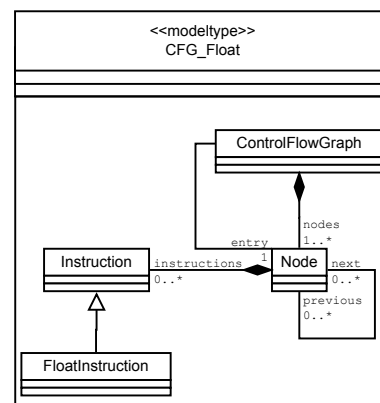 <<modeltype>>
CFG_Float
ControlFlowGraph
nodes
1..*
entry
1
Instruction
instructions
0..*
Node
next
0..*
previous
0..*
FloatInstruction